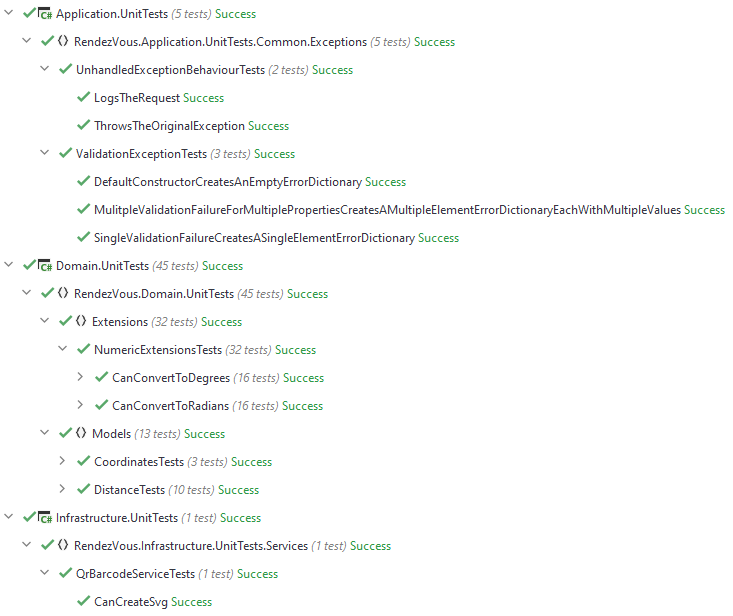 C# Application.UnitTests (5 tests) Success
RendezVous.Application.UnitTests.Common.Exceptions (5 tests) Success
UnhandledExceptionBehaviourTests (2 tests) Success
LogsTheRequest Success
ThrowsTheOriginalException Success
ValidationExceptionTests (3 tests) Success
DefaultConstructorCreatesAnEmptyErrorDictionary Success
MulitpleValidationFailureForMultiplePropertiesCreatesAMultipleElementErrorDictionaryEachWithMultipleValues Success
SingleValidationFailureCreatesASingleElementErrorDictionary Success
C# Domain.UnitTests (45 tests) Success
RendezVous.Domain.UnitTests (45 tests) Success
Extensions (32 tests) Success
NumericExtensionsTests (32 tests) Success
CanConvertToDegrees (16 tests) Success
CanConvertToRadians (16 tests) Success
Models (13 tests) Success
CoordinatesTests (3 tests) Success
DistanceTests (10 tests) Success
C# Infrastructure.UnitTests (1 test) Success
RendezVous.Infrastructure.UnitTests.Services (1 test) Success
QrBarcodeServiceTests (1 test) Success
CanCreateSvg Success